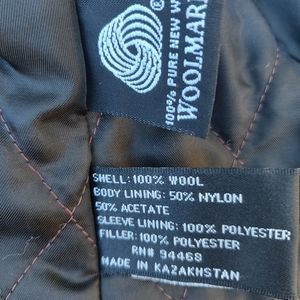 100% PURE NEW W
WOOLMARK
SHELL: 100% WOOL
BODY LINING: 50% NYLON
50% ACETATE
SLEEVE LINING: 100% POLYESTER
FILLER: 100% POLYESTER
RN# 94468
MADE IN KAZAKHSTAN